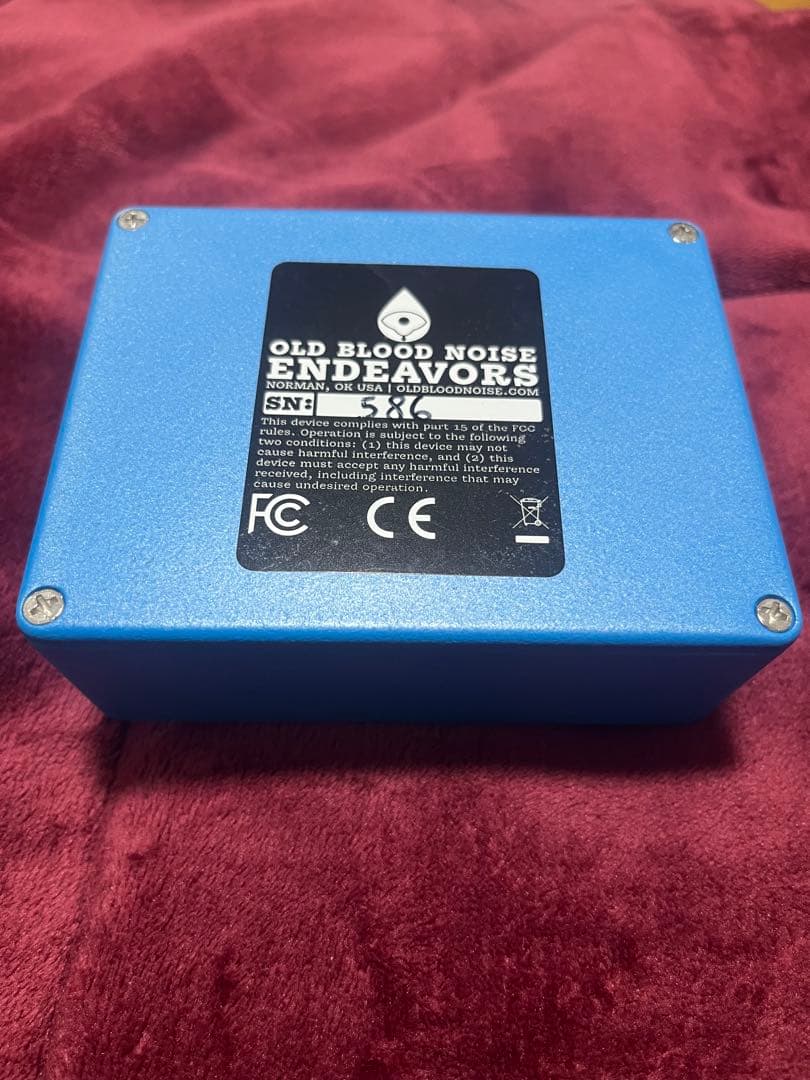 OLD BLOOD NOISE
ENDEAVORS
NORMAN, OK USA | OLDBLOODNOISE.COM
SN: 586
This device complies with part 15 of the FCC
rules. Operation is subject to the following
two conditions: (1) this device may not
cause harmful interference, and (2) this
device must accept any harmful interference
received, including interference that may
cause undesired operation.
FC CE